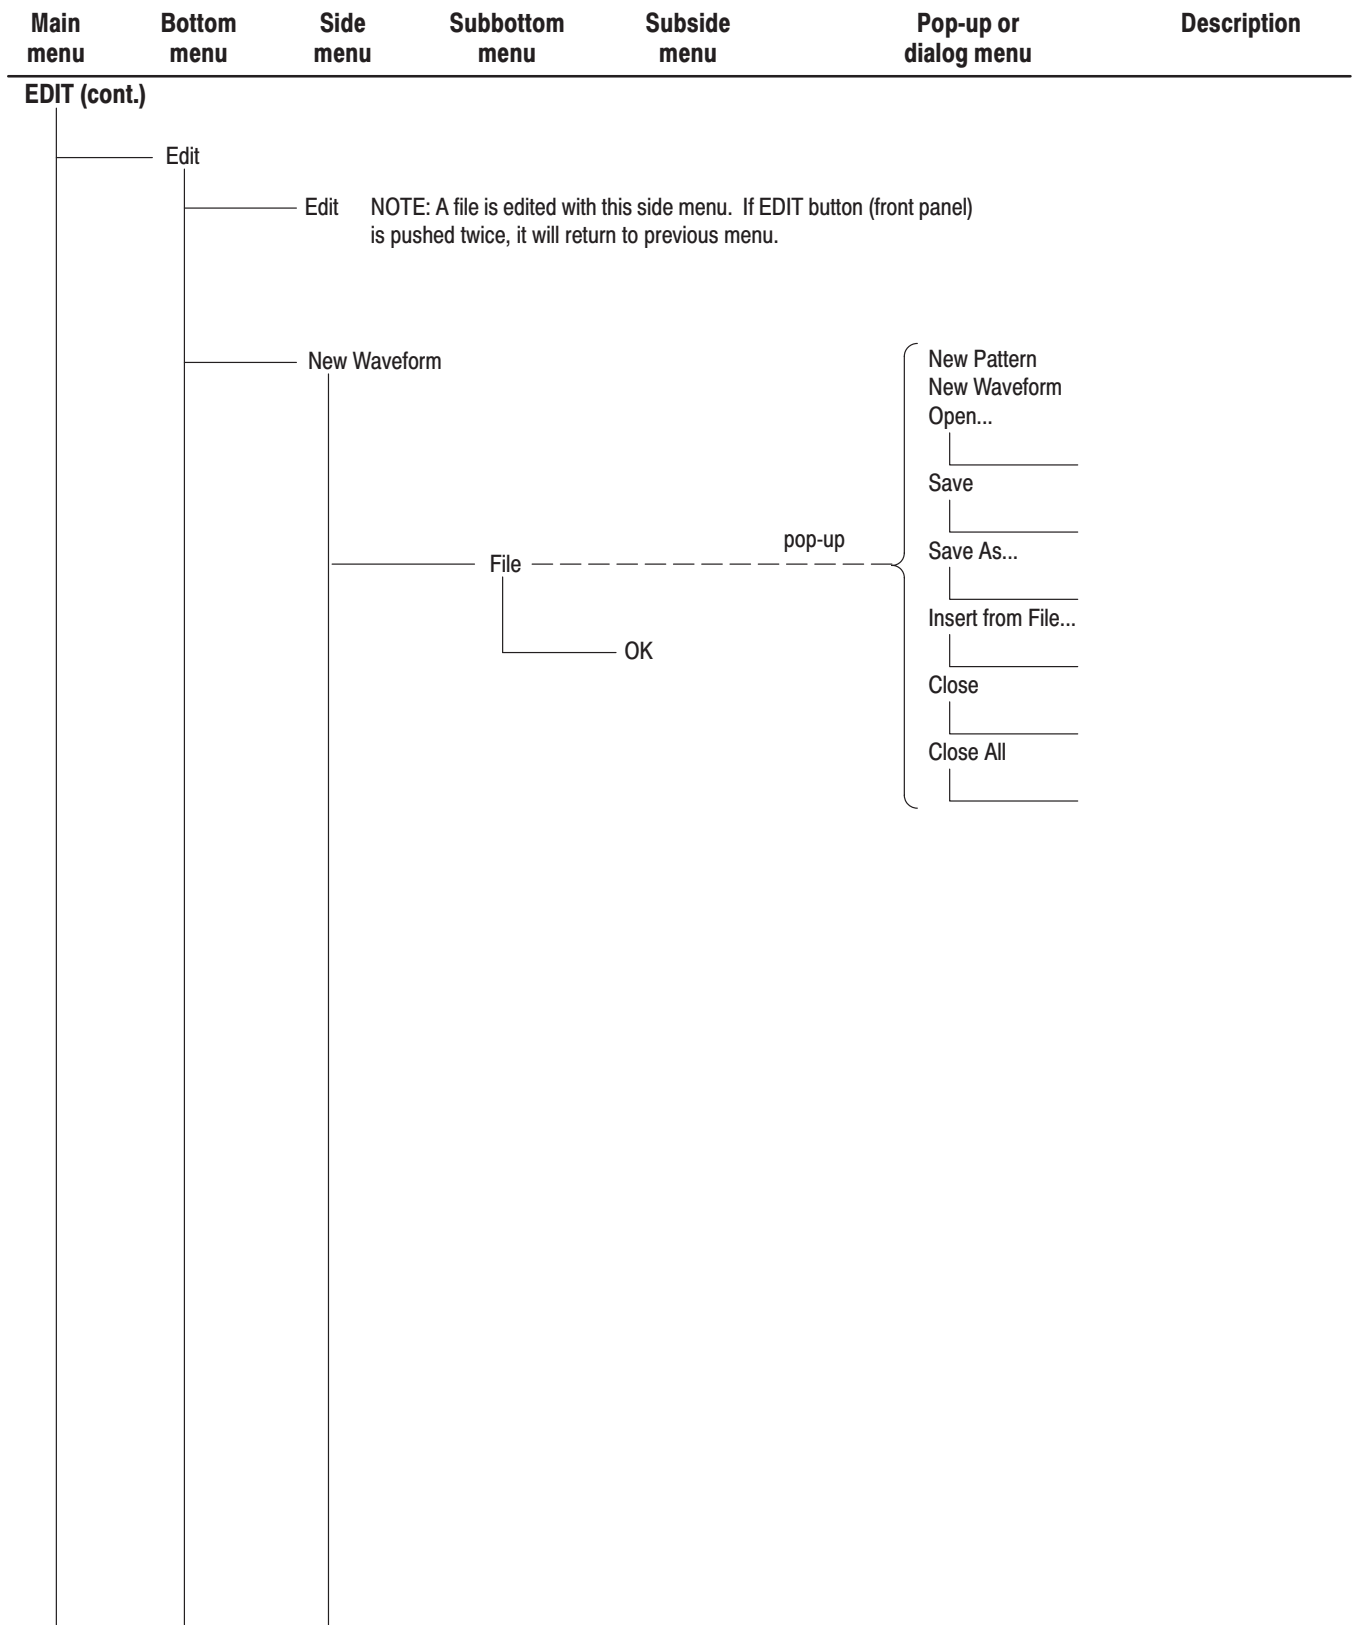 Main menu
Bottom menu
Side menu
Subbottom menu
Subside menu
Pop-up or dialog menu
Description
EDIT (cont.)
Edit
Edit
NOTE: A file is edited with this side menu. If EDIT button (front panel)
is pushed twice, it will return to previous menu.
New Waveform
New Pattern
New Waveform
Open...
Save
pop-up
Save As...
File
Insert from File...
OK
Close
Close All